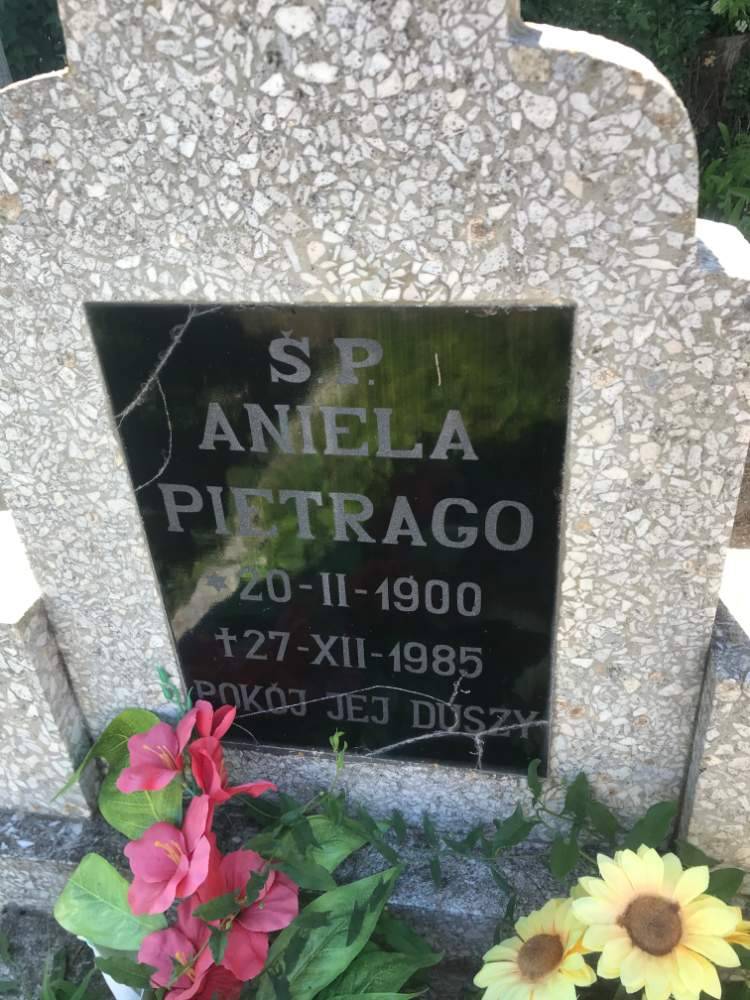 Ś.P.
ANIELA
PIETRAGO
* 20-II-1900
†27-XII-1985
POKÓJ JEJ DUSZY